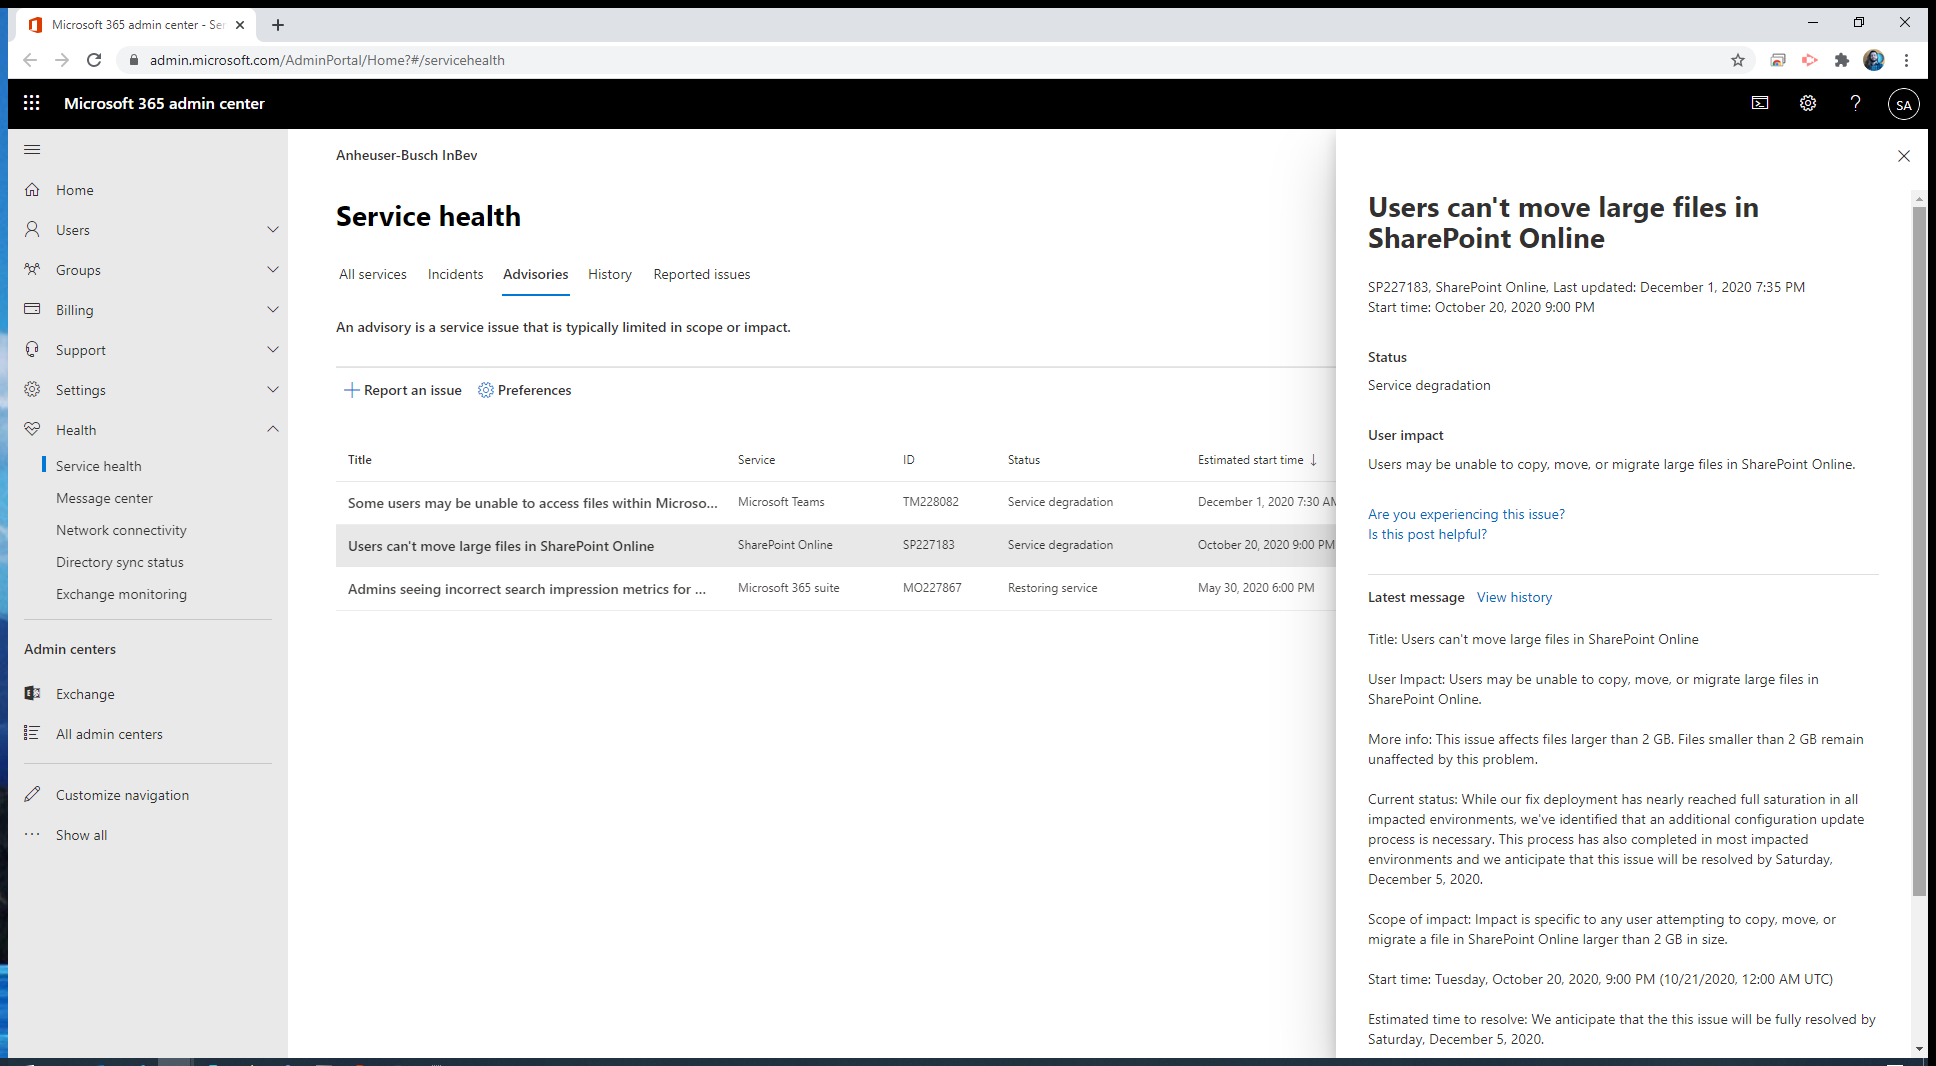 Microsoft 365 admin center - Ser
admin.microsoft.com/AdminPortal/Home?#/servicehealth
Microsoft 365 admin center
SA
Home
Users
Groups
Billing
Support
Settings
Health
Service health
Message center
Network connectivity
Directory sync status
Exchange monitoring
Admin centers
Exchange
All admin centers
Customize navigation
Show all
Anheuser-Busch InBev
Service health
All services Incidents Advisories History Reported issues
An advisory is a service issue that is typically limited in scope or impact.
Report an issue Preferences
Title Service ID Status Estimated start time ↓
Some users may be unable to access files within Microso... Microsoft Teams TM228082 Service degradation December 1, 2020 7:30 AM
Users can't move large files in SharePoint Online SharePoint Online SP227183 Service degradation October 20, 2020 9:00 PM
Admins seeing incorrect search impression metrics for ... Microsoft 365 suite MO227867 Restoring service May 30, 2020 6:00 PM
Users can't move large files in
SharePoint Online
SP227183, SharePoint Online, Last updated: December 1, 2020 7:35 PM
Start time: October 20, 2020 9:00 PM
Status
Service degradation
User impact
Users may be unable to copy, move, or migrate large files in SharePoint Online.
Are you experiencing this issue?
Is this post helpful?
Latest message View history
Title: Users can't move large files in SharePoint Online
User Impact: Users may be unable to copy, move, or migrate large files in
SharePoint Online.
More info: This issue affects files larger than 2 GB. Files smaller than 2 GB remain
unaffected by this problem.
Current status: While our fix deployment has nearly reached full saturation in all
impacted environments, we've identified that an additional configuration update
process is necessary. This process has also completed in most impacted
environments and we anticipate that this issue will be resolved by Saturday,
December 5, 2020.
Scope of impact: Impact is specific to any user attempting to copy, move, or
migrate a file in SharePoint Online larger than 2 GB in size.
Start time: Tuesday, October 20, 2020, 9:00 PM (10/21/2020, 12:00 AM UTC)
Estimated time to resolve: We anticipate that the this issue will be fully resolved by
Saturday, December 5, 2020.